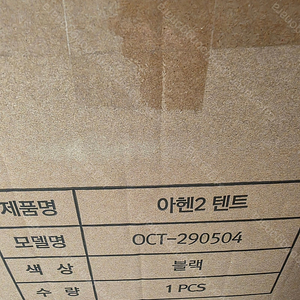 제품명 아헨2 텐트
모델명 OCT-290504
색 상 블랙
수 량 1 PCS